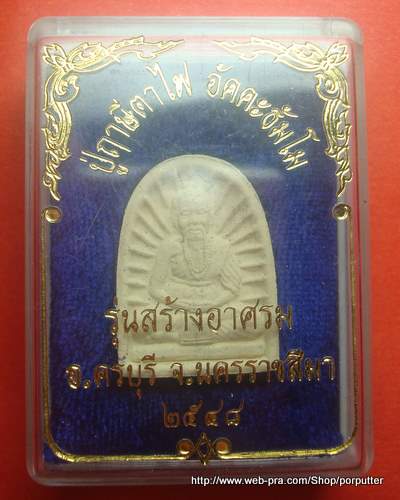 ปู่ฤาษีตาไฟ อัคคะธัมโม
รุ่นสร้างอาศรม
อ.ครบุรี จ.นครราชสีมา
๒๕๔๘
http://www.web-pra.com/Shop/porputter